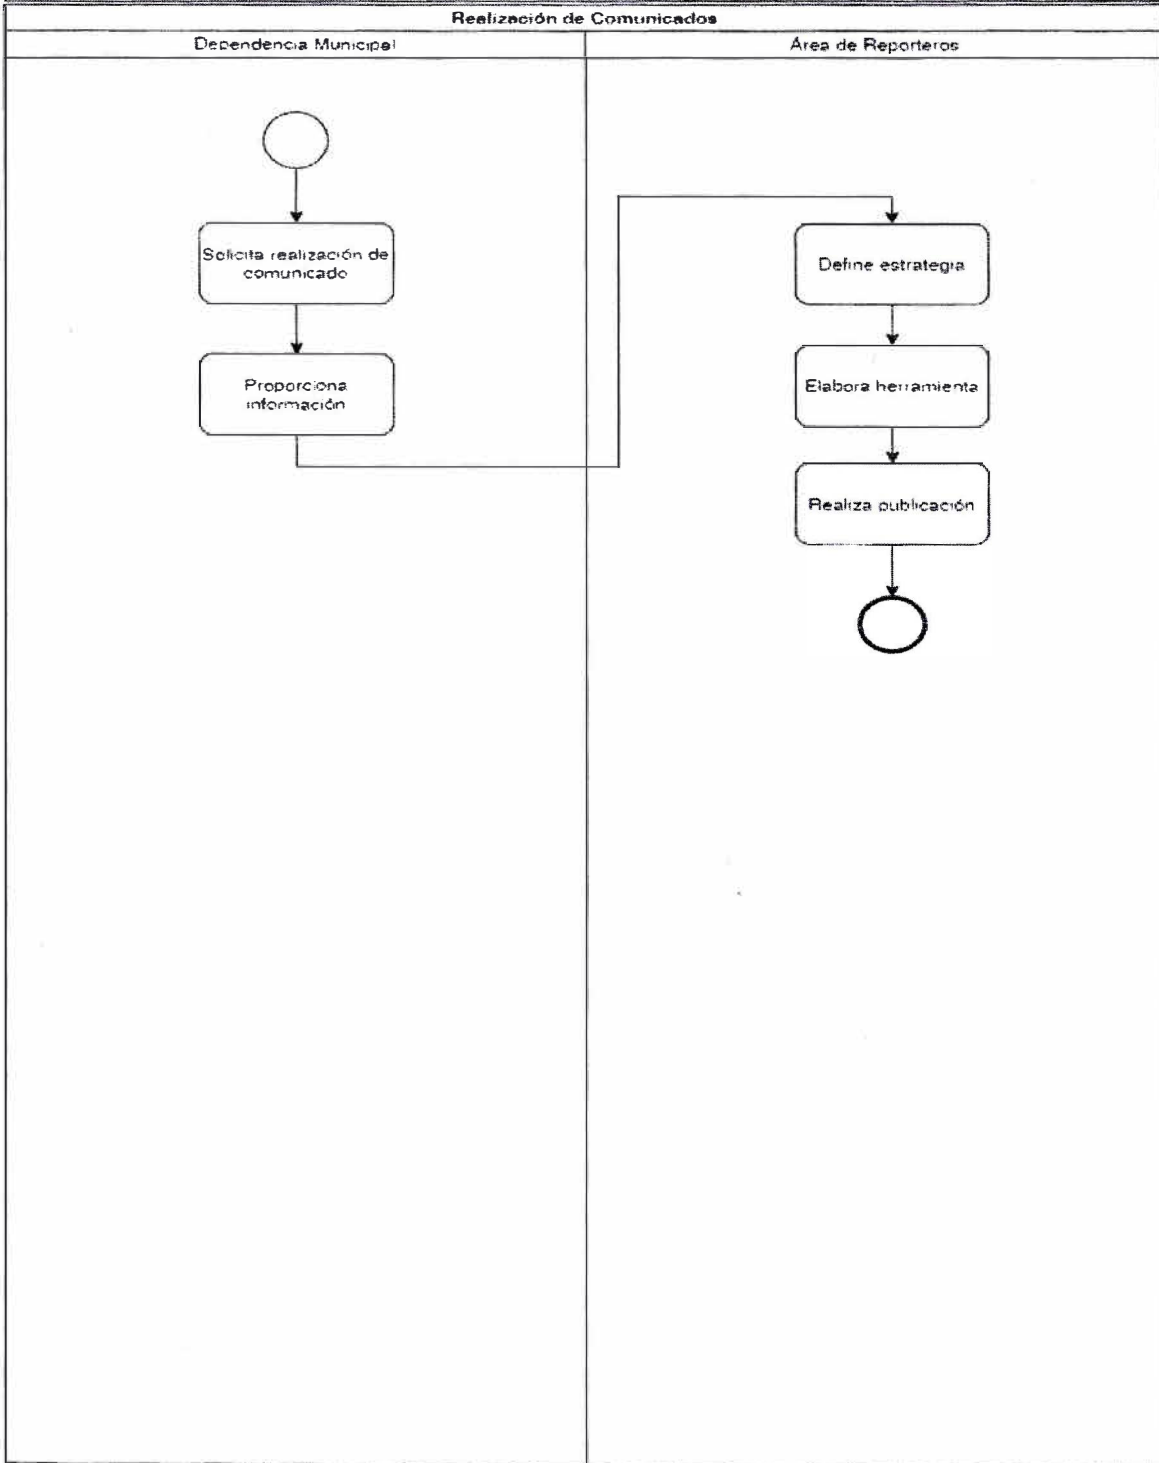 Realización de Comunicados
Dependencia Municipal
Área de Reporteros
Solicita realización de
comunicado
Proporciona
información
Define estrategia
Elabora herramienta
Realiza publicación